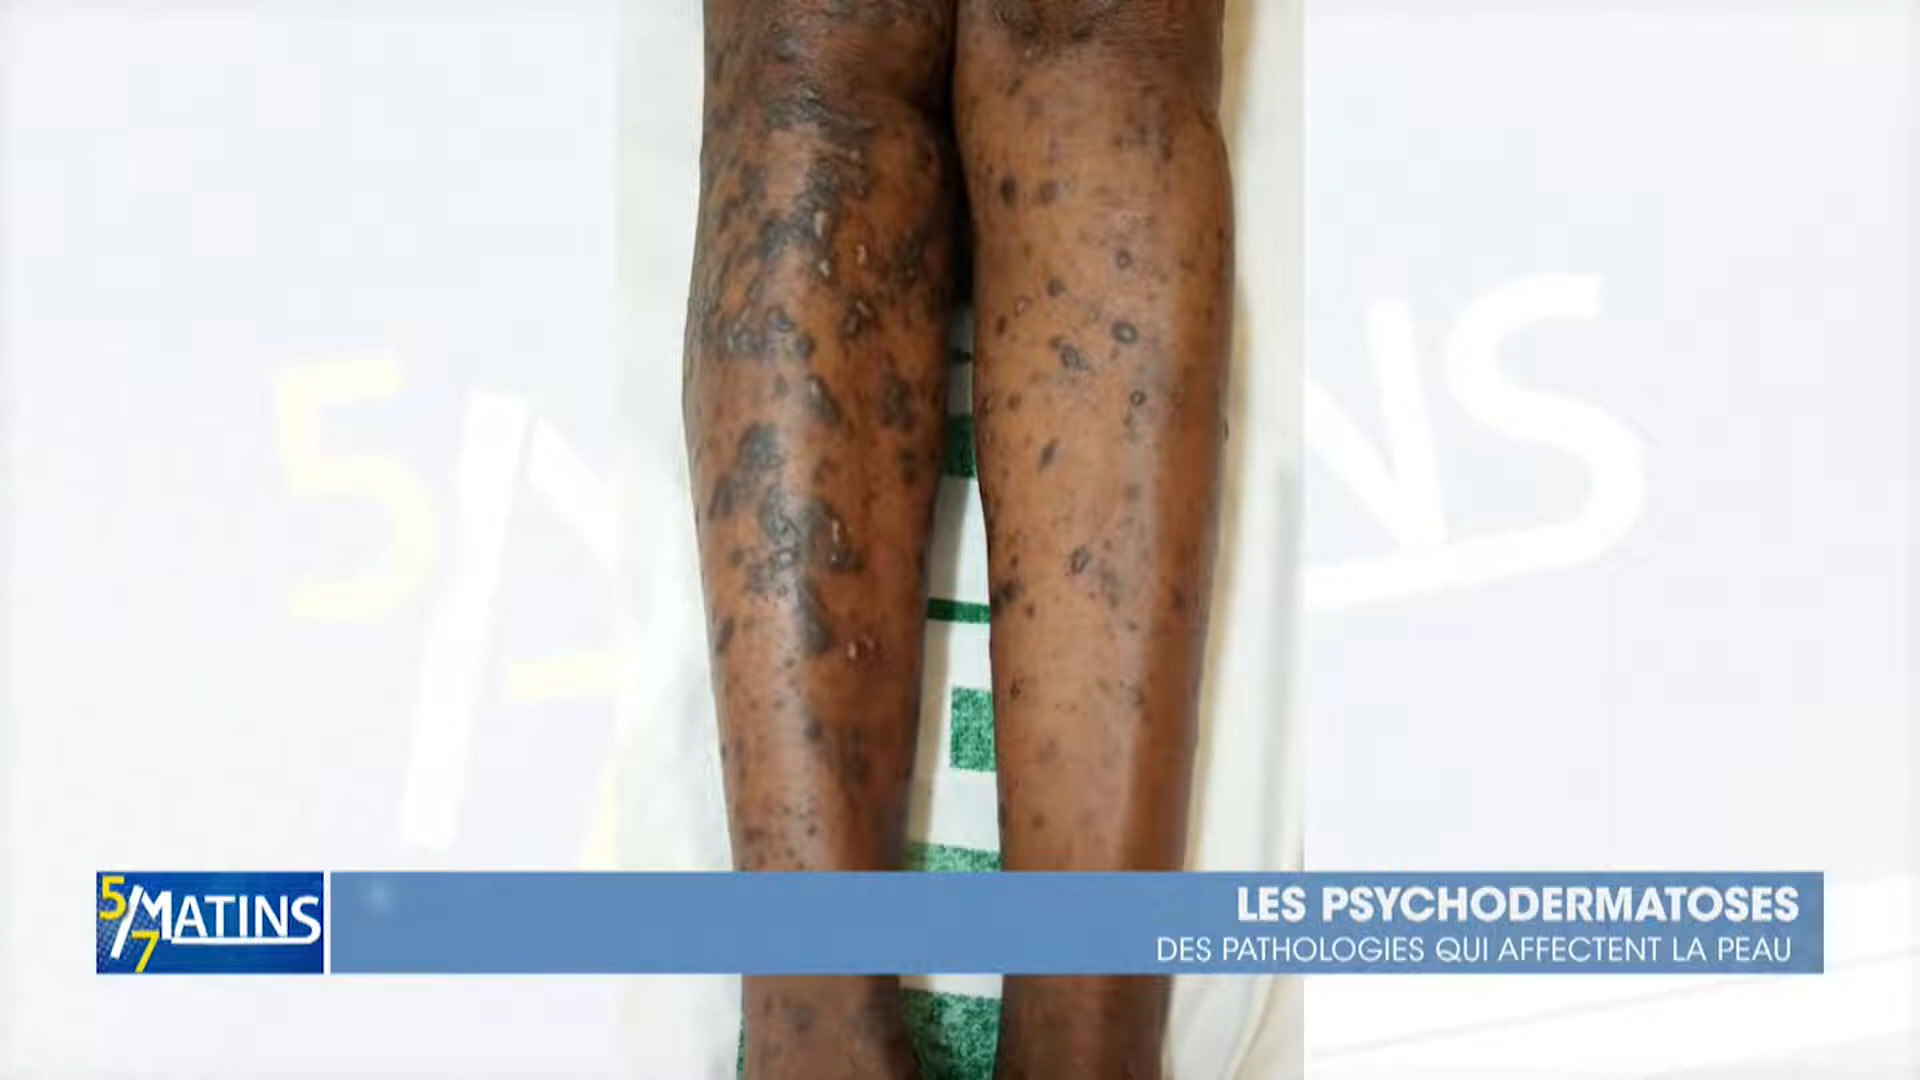 5/7 MATINS
LES PSYCHODERMATOSES
DES PATHOLOGIES QUI AFFECTENT LA PEAU